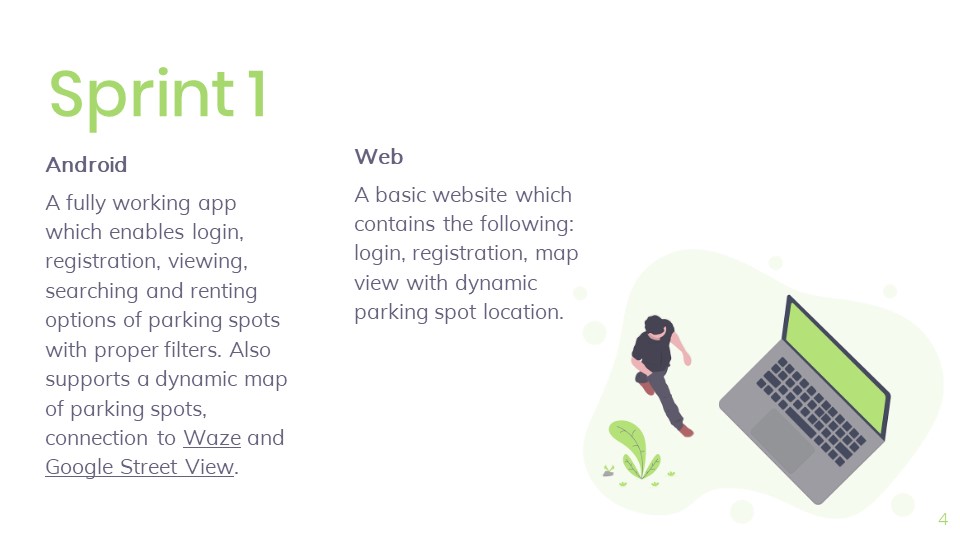 Sprint 1
Android
A fully working app
which enables login,
registration, viewing,
searching and renting
options of parking spots
with proper filters. Also
supports a dynamic map
of parking spots,
connection to Waze and
Google Street View.
Web
A basic website which
contains the following:
login, registration, map
view with dynamic
parking spot location.
4